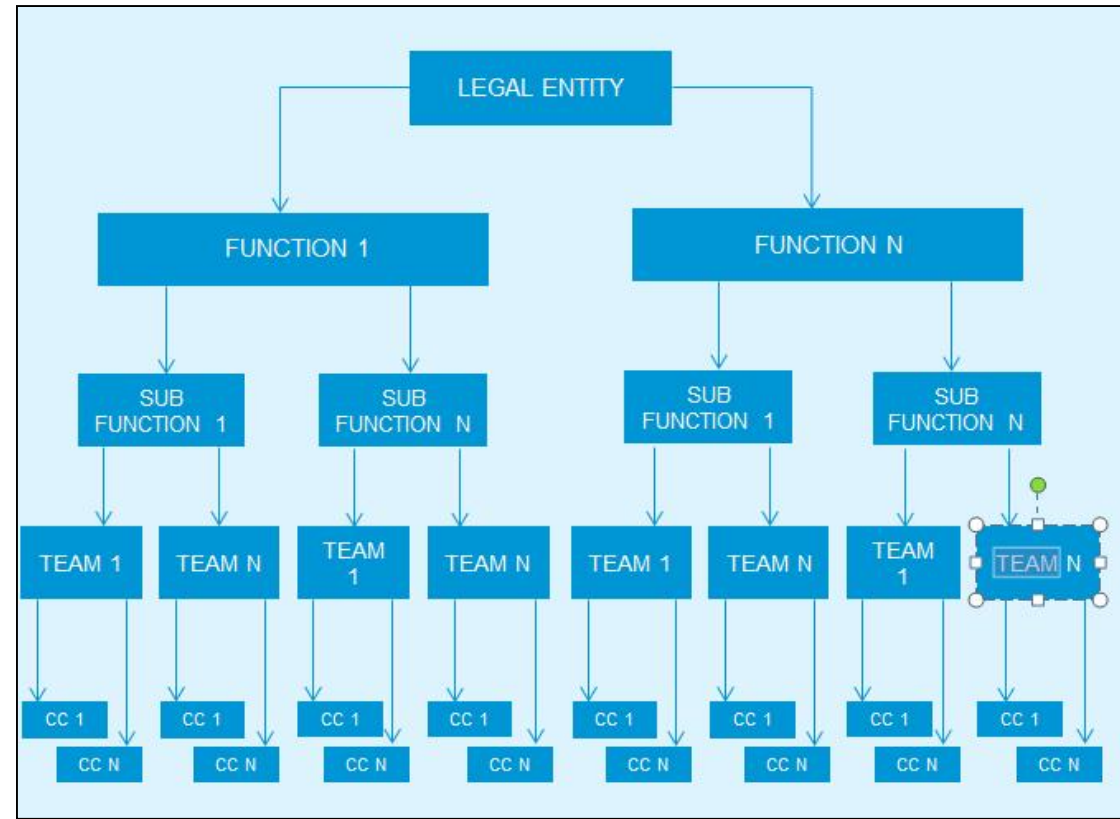 LEGAL ENTITY
FUNCTION 1
FUNCTION N
SUB
FUNCTION 1
SUB
FUNCTION N
SUB
FUNCTION 1
SUB
FUNCTION N
TEAM 1
TEAM N
TEAM
1
TEAM N
TEAM 1
TEAM N
TEAM
1
TEAM N
CC 1
CC 1
CC 1
CC 1
CC 1
CC 1
CC 1
CC 1
CC N
CC N
CC N
CC N
CC N
CC N
CC N
CC N